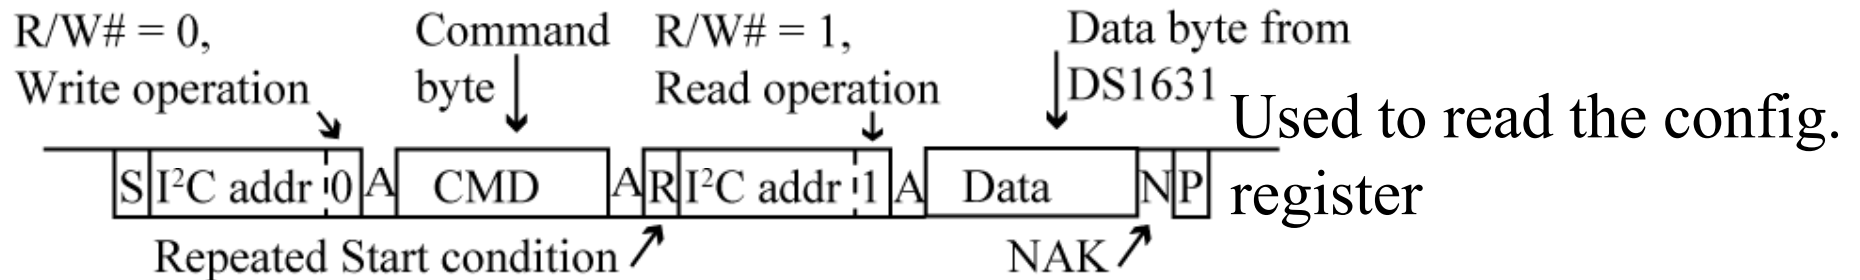 R/W# = 0,
Write operation
Command
byte
R/W# = 1,
Read operation
Data byte from
DS1631
Used to read the config.
register
S I²C addr 0 A CMD A R I²C addr 1 A Data N P
Repeated Start condition
NAK